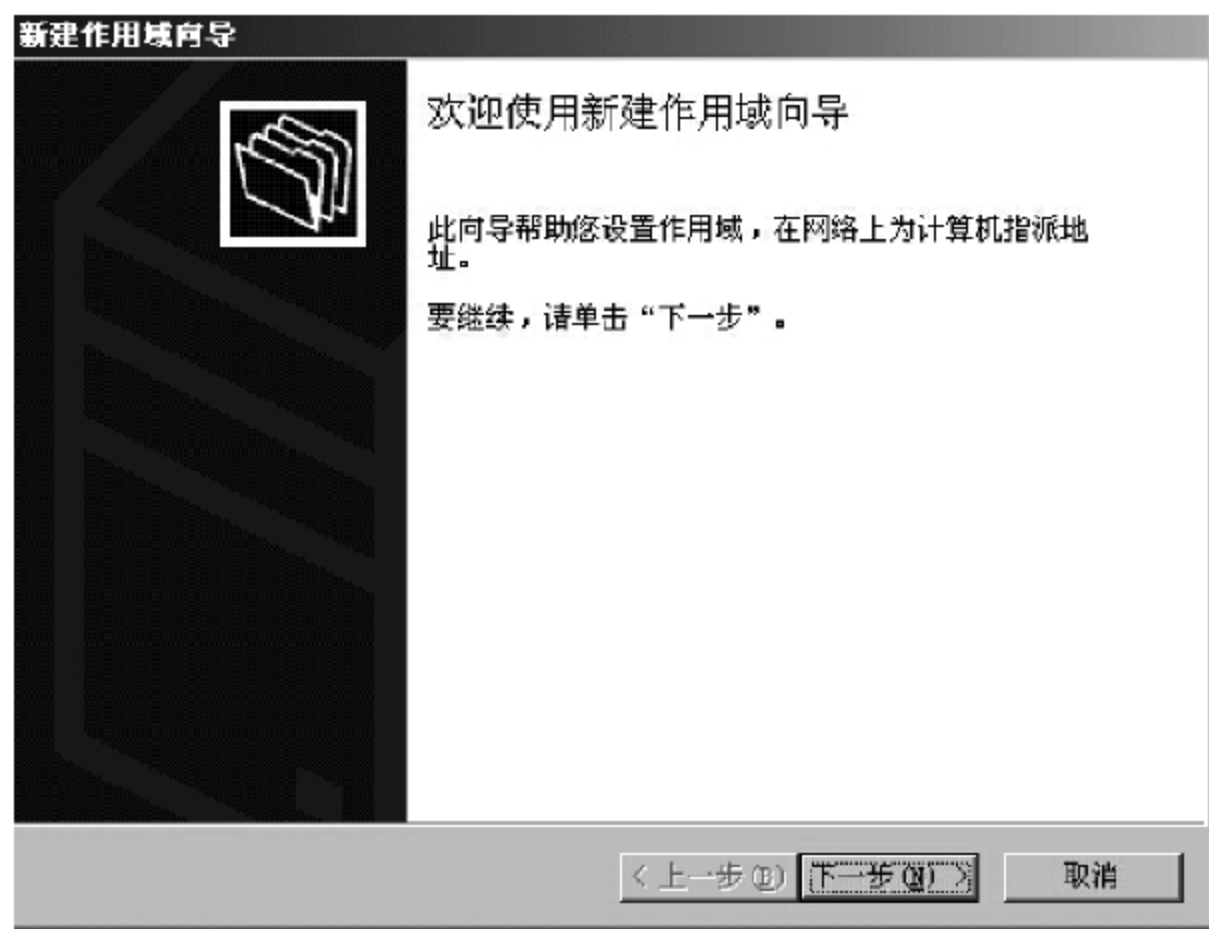 新建作用域向导
欢迎使用新建作用域向导
此向导帮助您设置作用域，在网络上为计算机指派地
址。
要继续，请单击“下一步”。
< 上一步(B)
下一步(N) >
取消